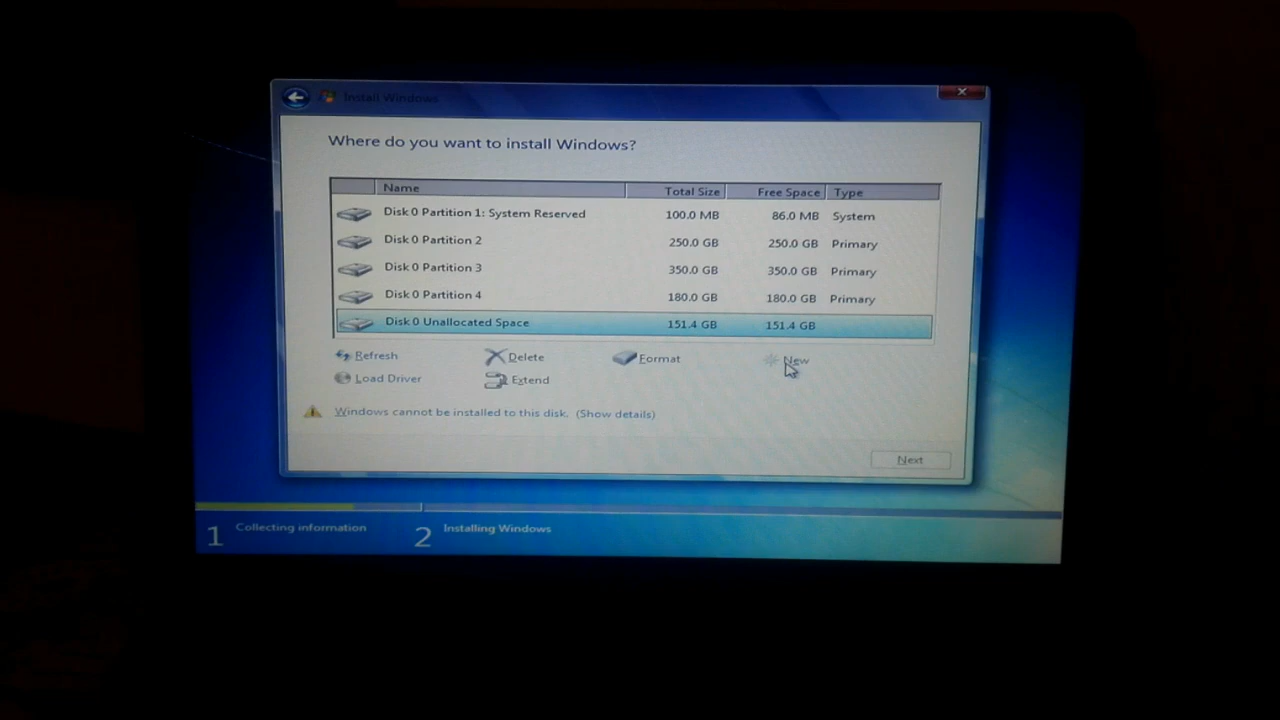 Install Windows
Where do you want to install Windows?
Name Total Size Free Space Type
Disk 0 Partition 1: System Reserved 100.0 MB 86.0 MB System
Disk 0 Partition 2 250.0 GB 250.0 GB Primary
Disk 0 Partition 3 350.0 GB 350.0 GB Primary
Disk 0 Partition 4 180.0 GB 180.0 GB Primary
Disk 0 Unallocated Space 151.4 GB 151.4 GB
Refresh Delete Format New
Load Driver Extend
Windows cannot be installed to this disk. (Show details)
Next
1 Collecting information 2 Installing Windows